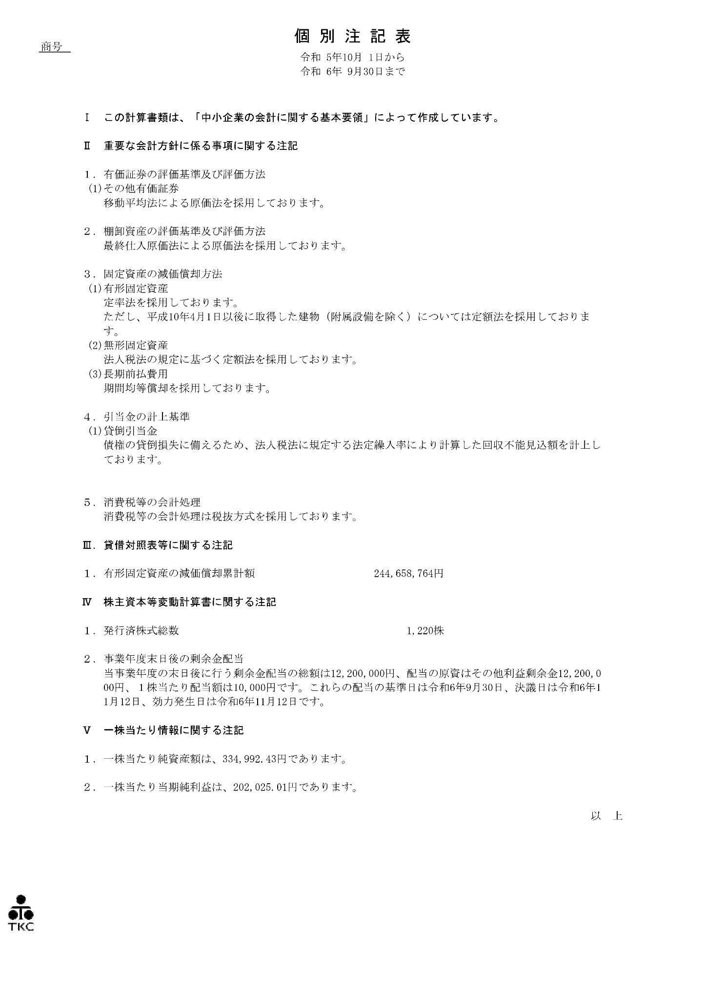 個別注記表
商号
令和 5年10月 1日から
令和 6年 9月30日まで
Ⅰ この計算書類は、「中小企業の会計に関する基本要領」によって作成しています。
Ⅱ 重要な会計方針に係る事項に関する注記
1. 有価証券の評価基準及び評価方法
(1)その他有価証券
移動平均法による原価法を採用しております。
2. 棚卸資産の評価基準及び評価方法
最終仕入原価法による原価法を採用しております。
3. 固定資産の減価償却方法
(1)有形固定資産
定率法を採用しております。
ただし、平成10年4月1日以後に取得した建物（附属設備を除く）については定額法を採用しておりま
す。
(2)無形固定資産
法人税法の規定に基づく定額法を採用しております。
(3)長期前払費用
期間均等償却を採用しております。
4. 引当金の計上基準
(1)貸倒引当金
債権の貸倒損失に備えるため、法人税法に規定する法定繰入率により計算した回収不能見込額を計上し
ております。
5. 消費税等の会計処理
消費税等の会計処理は税抜方式を採用しております。
Ⅲ. 貸借対照表等に関する注記
1. 有形固定資産の減価償却累計額 244,658,764円
Ⅳ 株主資本等変動計算書に関する注記
1. 発行済株式総数 1,220株
2. 事業年度末日後の剰余金配当
当事業年度の末日後に行う剰余金配当の総額は12,200,000円、配当の原資はその他利益剰余金12,200,0
00円、１株当たり配当額は10,000円です。これらの配当の基準日は令和6年9月30日、決議日は令和6年1
1月12日、効力発生日は令和6年11月12日です。
Ⅴ 一株当たり情報に関する注記
1. 一株当たり純資産額は、334,992.43円であります。
2. 一株当たり当期純利益は、202,025.01円であります。
以 上
TKC